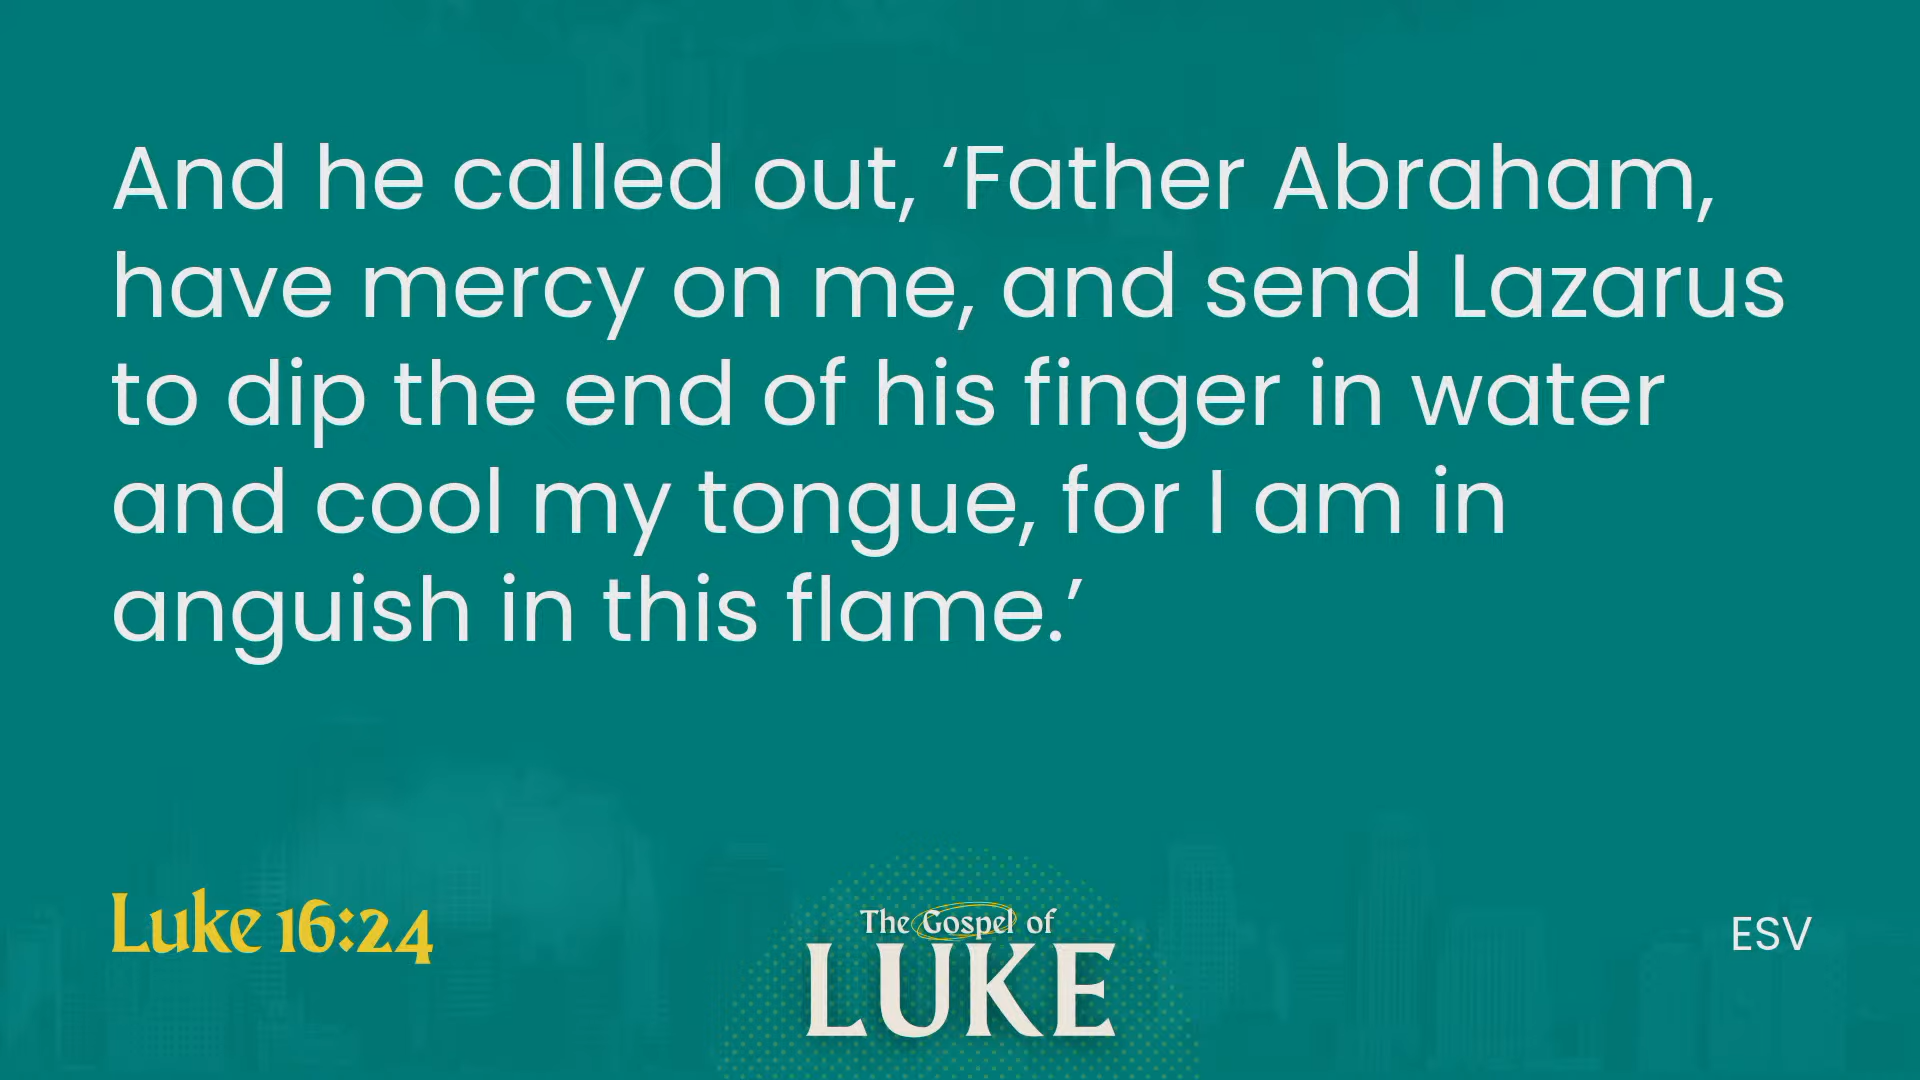 And he called out, ‘Father Abraham,
have mercy on me, and send Lazarus
to dip the end of his finger in water
and cool my tongue, for I am in
anguish in this flame.’
Luke 16:24
The Gospel of
LUKE
ESV